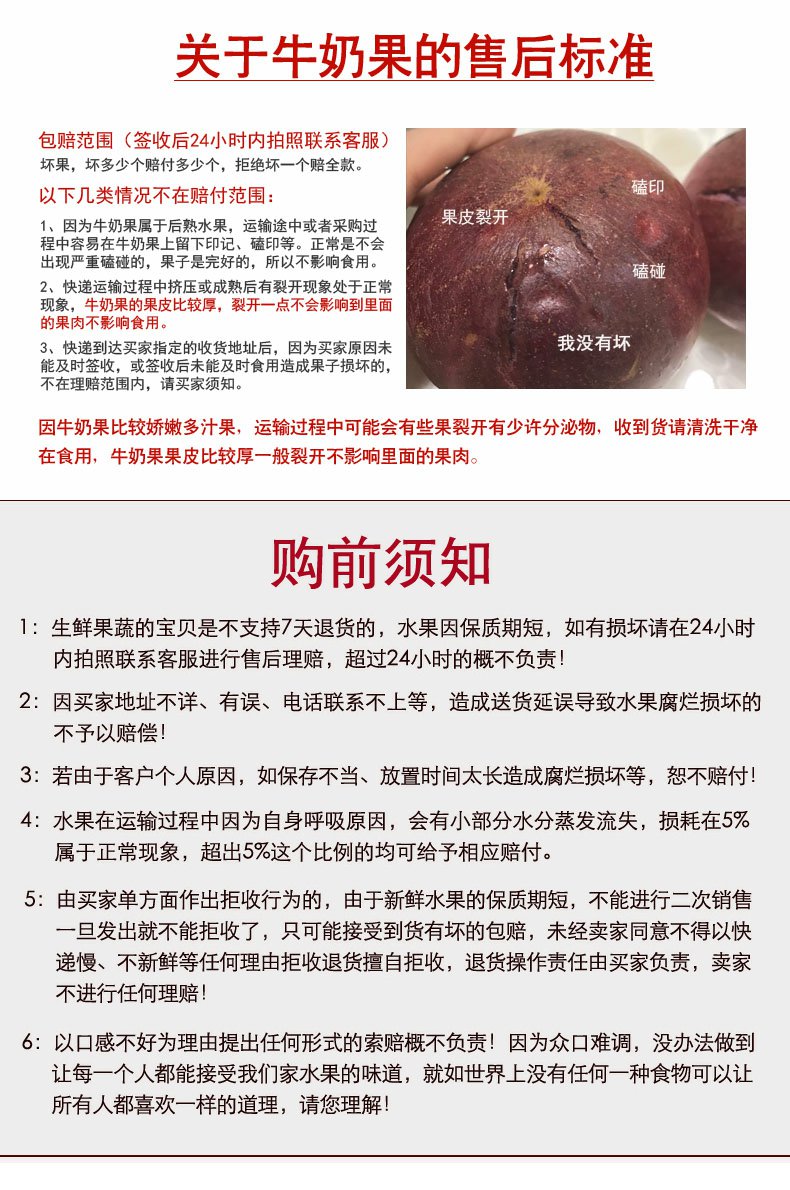 关于牛奶果的售后标准
包赔范围（签收后24小时内拍照联系客服）
坏果，坏多少个赔付多少个，拒绝坏一个赔全款。
以下几类情况不在赔付范围：
1、因为牛奶果属于后熟水果，运输途中或者采购过
程中容易在牛奶果上留下印记、磕印等。正常是不会
出现严重磕碰的，果子是完好的，所以不影响食用。
2、快递运输过程中挤压或成熟后有裂开现象处于正常
现象，牛奶果的果皮比较厚，裂开一点不会影响到里面
的果肉不影响食用。
3、快递到达买家指定的收货地址后，因为买家原因未
能及时签收，或签收后未能及时食用造成果子损坏的，
不在理赔范围内，请买家须知。
磕印
果皮裂开
磕碰
我没有坏
因牛奶果比较娇嫩多汁果，运输过程中可能会有些果裂开有少许分泌物，收到货请清洗干净
在食用，牛奶果果皮比较厚一般裂开不影响里面的果肉。
购前须知
1：生鲜果蔬的宝贝是不支持7天退货的，水果因保质期短，如有损坏请在24小时
内拍照联系客服进行售后理赔，超过24小时的概不负责！
2：因买家地址不详、有误、电话联系不上等，造成送货延误导致水果腐烂损坏的
不予以赔偿！
3：若由于客户个人原因，如保存不当、放置时间太长造成腐烂损坏等，恕不赔付！
4：水果在运输过程中因为自身呼吸原因，会有小部分水分蒸发流失，损耗在5%
属于正常现象，超出5%这个比例的均可给予相应赔付。
5：由买家单方面作出拒收行为的，由于新鲜水果的保质期短，不能进行二次销售
一旦发出就不能拒收了，只可能接受到货有坏的包赔，未经卖家同意不得以快
递慢、不新鲜等任何理由拒收退货擅自拒收，退货操作责任由买家负责，卖家
不进行任何理赔！
6：以口感不好为理由提出任何形式的索赔概不负责！因为众口难调，没办法做到
让每一个人都能接受我们家水果的味道，就如世界上没有任何一种食物可以让
所有人都喜欢一样的道理，请您理解！